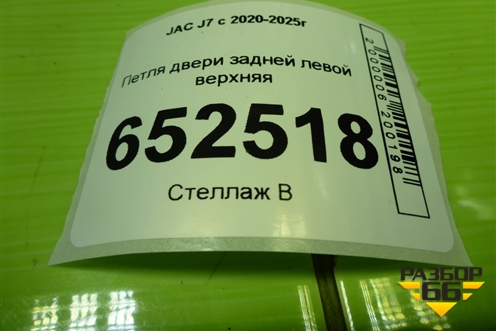 JAC J7 с 2020-2025г
Петля двери задней левой
верхняя
652518
Стеллаж В
2000006200198
РАЗБОР
66